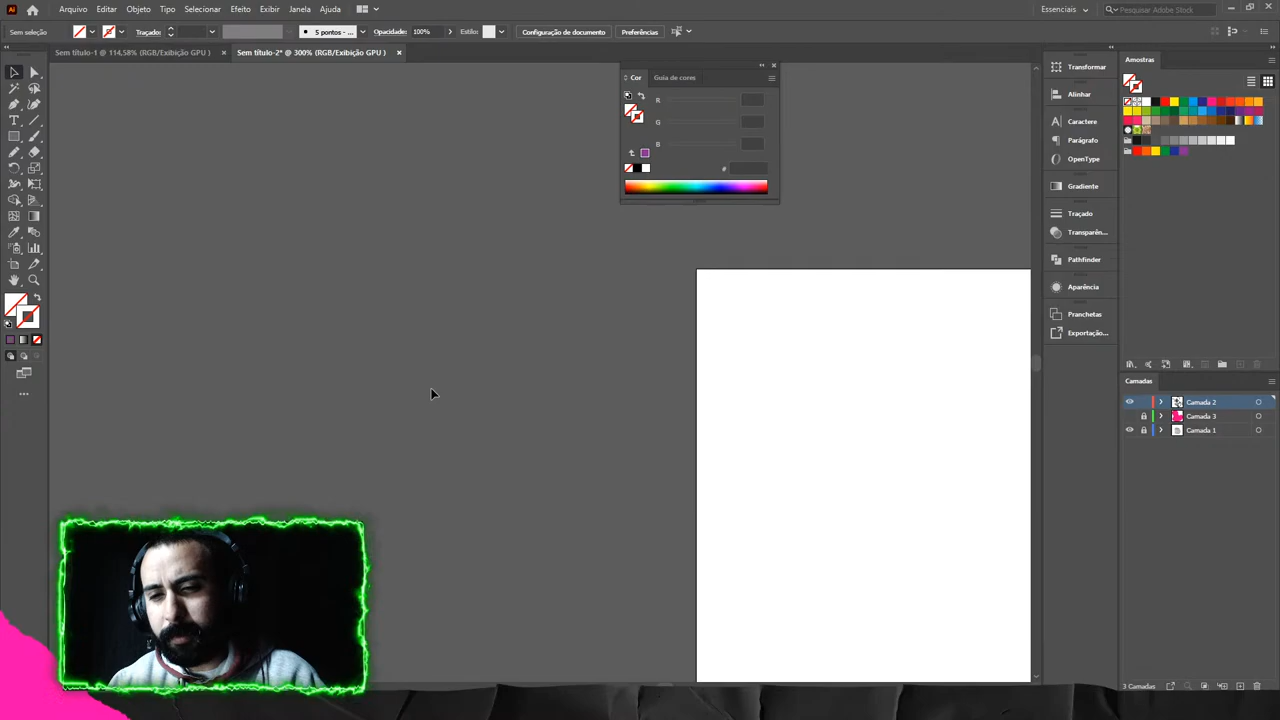 Ai Arquivo Editar Objeto Tipo Selecionar Efeito Exibir Janela Ajuda Essenciais Pesquisar Adobe Stock
Sem seleção Traçado: 5 pontos - ... Opacidade: 100% Estilo: Configuração de documento Preferências
Sem título-1 @ 114,58% (RGB/Exibição GPU ) × Sem título-2* @ 300% (RGB/Exibição GPU ) ×
Cor Guia de cores
R
G
B
#
Transformar
Alinhar
Caractere
Parágrafo
OpenType
Gradiente
Traçado
Transparên...
Pathfinder
Aparência
Pranchetas
Exportação...
Amostras
Camadas
Camada 2
Camada 3
Camada 1
3 Camadas